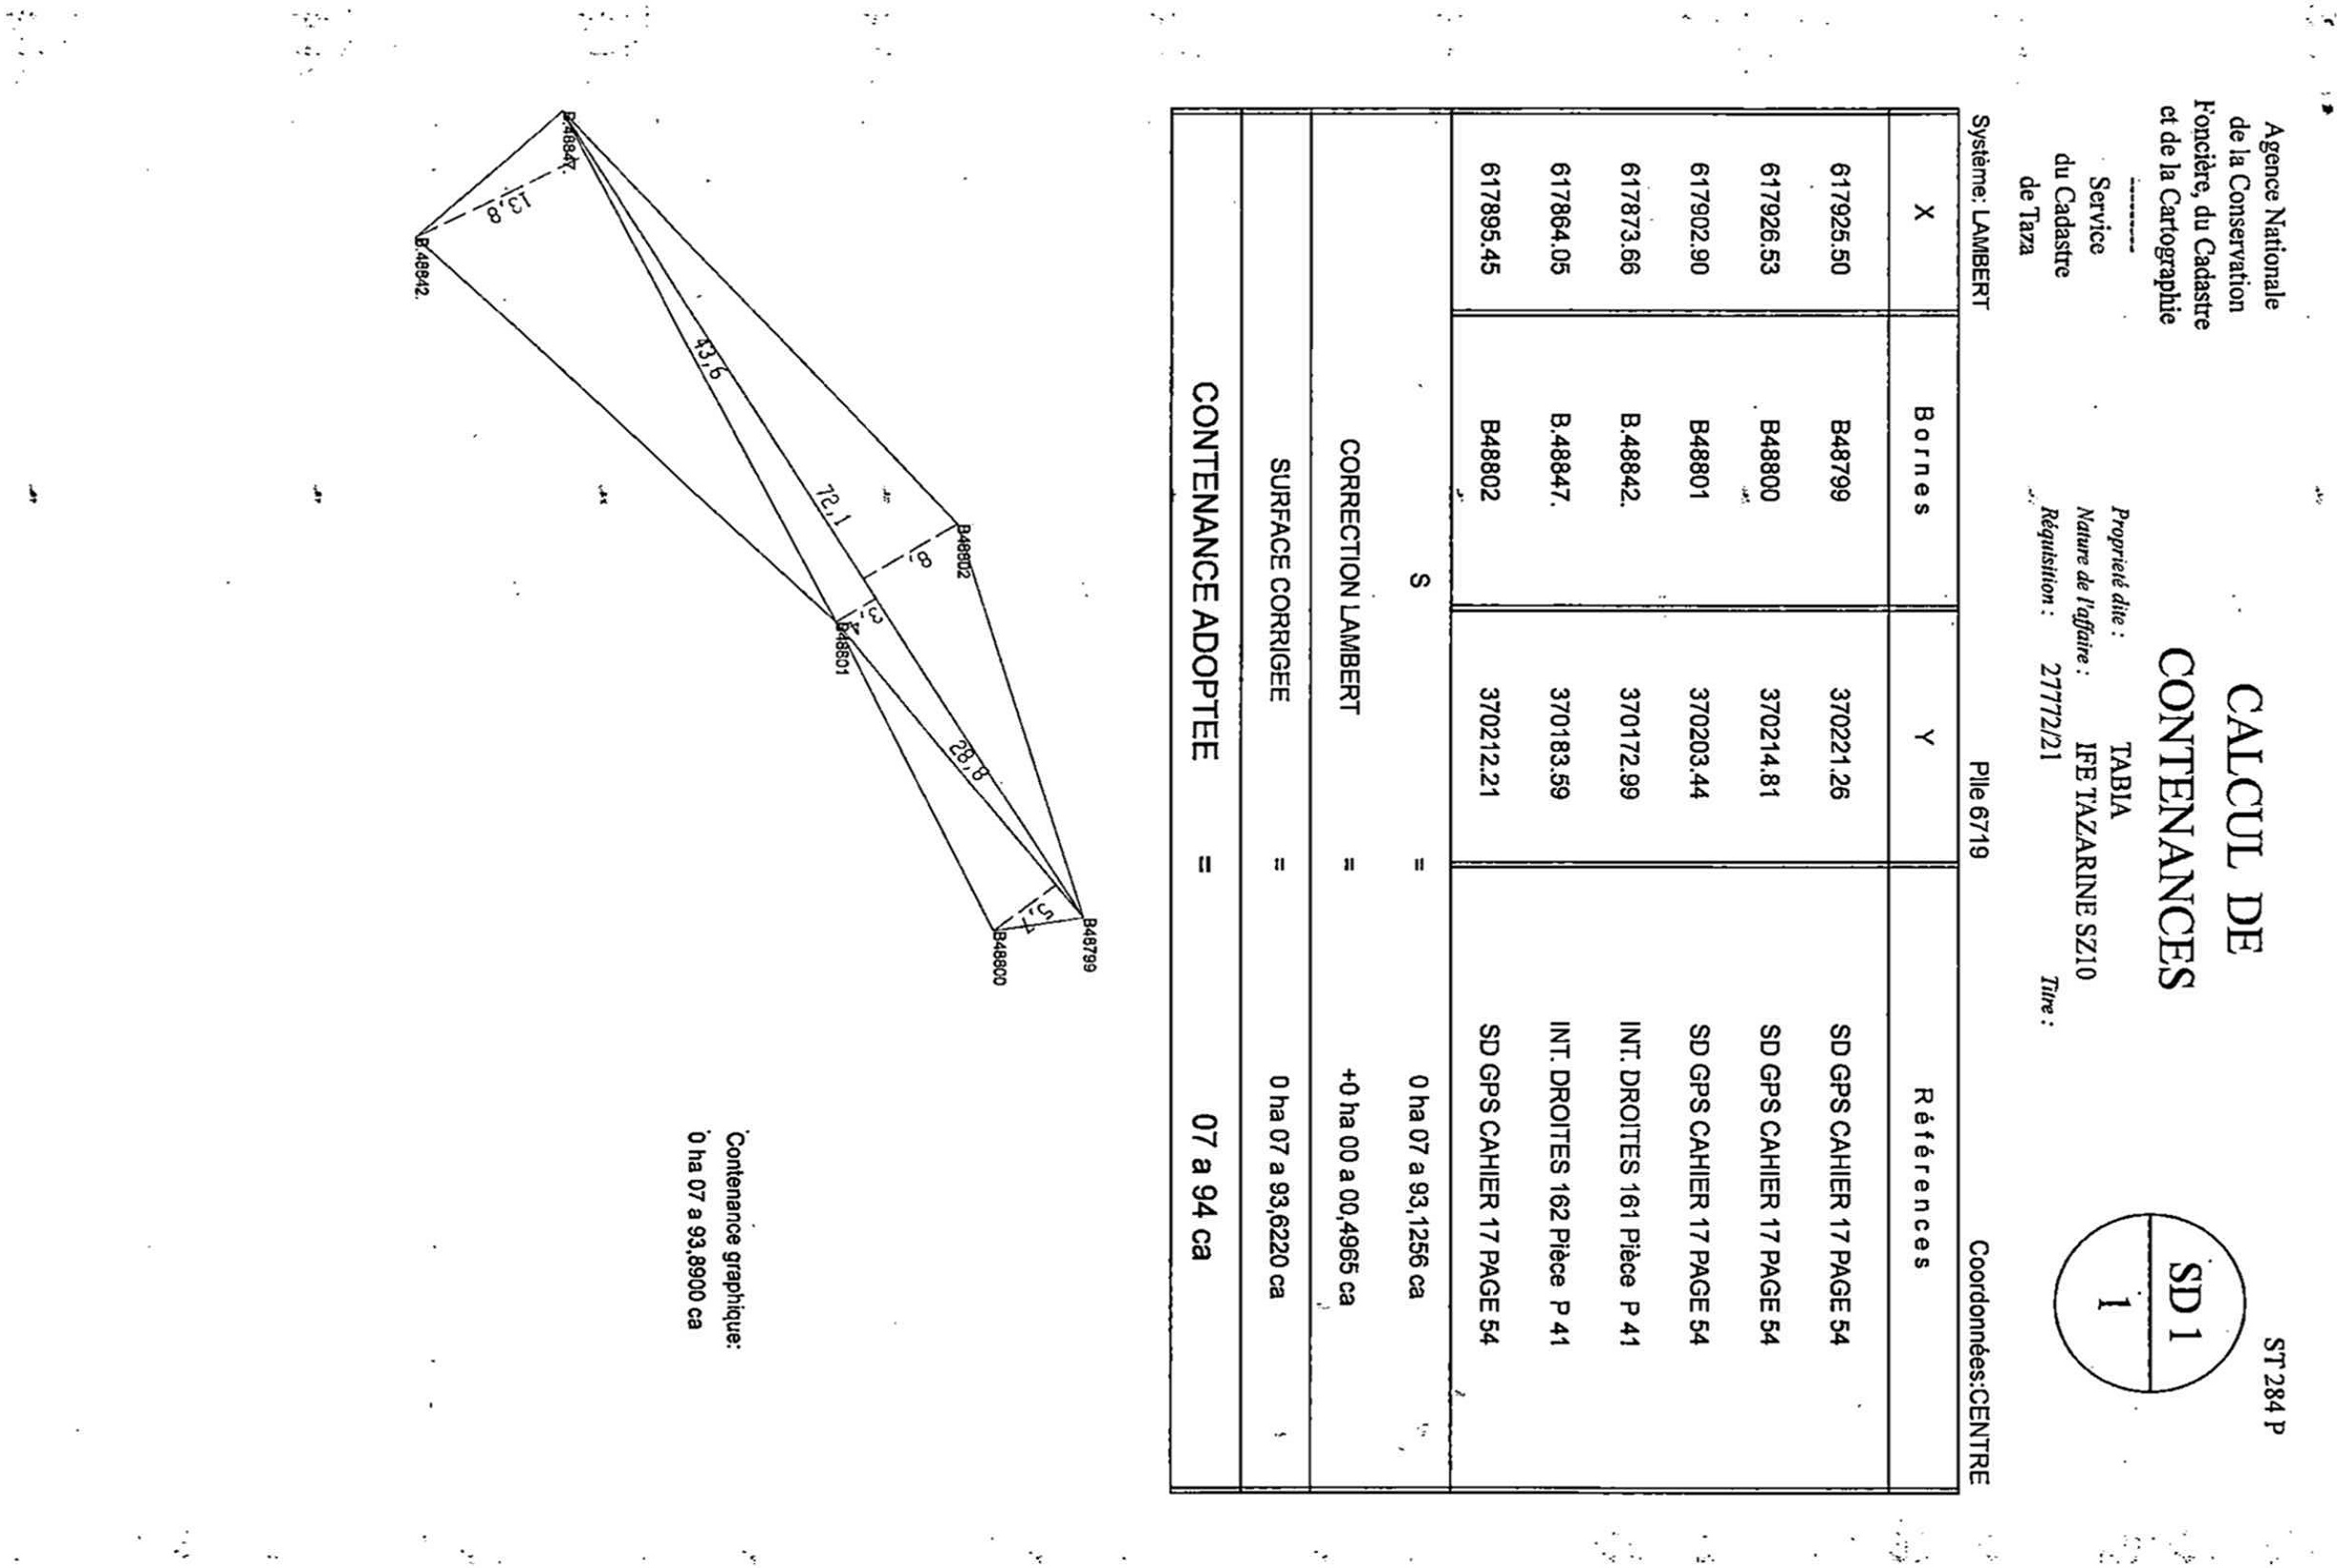 ST 284 P
Agence Nationale
de la Conservation
Foncière, du Cadastre
et de la Cartographie
---------
Service
du Cadastre
de Taza
CALCUL DE
CONTENANCES
SD 1
1
Proprieté dite : TABIA
Nature de l'affaire : IFE TAZARINE SZ10
Réquisition : 27772/21 Titre :
Système: LAMBERT Plle 6719 Coordonnées:CENTRE
X Bornes Y Références
617925.50 B48799 370221.26 SD GPS CAHIER 17 PAGE 54
617926.53 B48800 370214.81 SD GPS CAHIER 17 PAGE 54
617902.90 B48801 370203.44 SD GPS CAHIER 17 PAGE 54
617873.66 B.48842. 370172.99 INT. DROITES 161 Pièce P 41
617864.05 B.48847. 370183.59 INT. DROITES 162 Pièce P 41
617895.45 B48802 370212.21 SD GPS CAHIER 17 PAGE 54
S = 0 ha 07 a 93,1256 ca
CORRECTION LAMBERT = +0 ha 00 a 00,4965 ca
SURFACE CORRIGEE = 0 ha 07 a 93,6220 ca
CONTENANCE ADOPTEE = 07 a 94 ca
B48799
B48800
5,7
28,8
B48802
8,
3,4
B48801
72,1
43,6
B.48847.
13,8
B.48842.
Contenance graphique:
0 ha 07 a 93,8900 ca